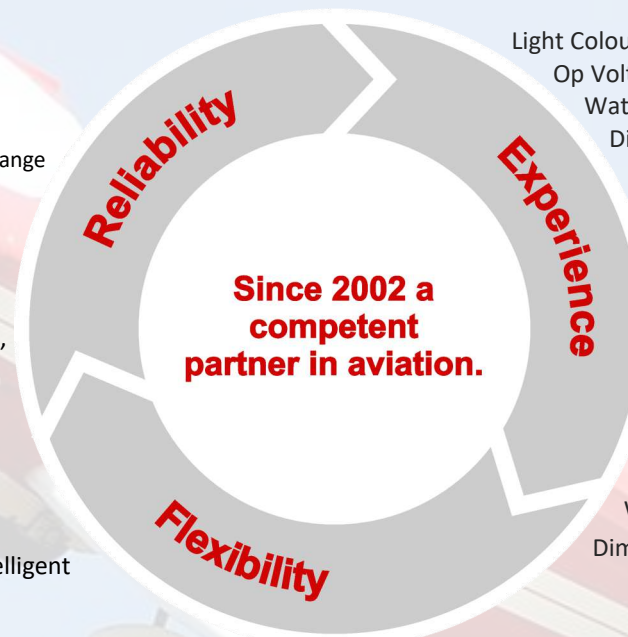 Light Colou
Op Vol
Wat
Di
ange
Reliability
Experience
Since 2002 a
competent
partner in aviation.
,
Flexibility
elligent
Dim